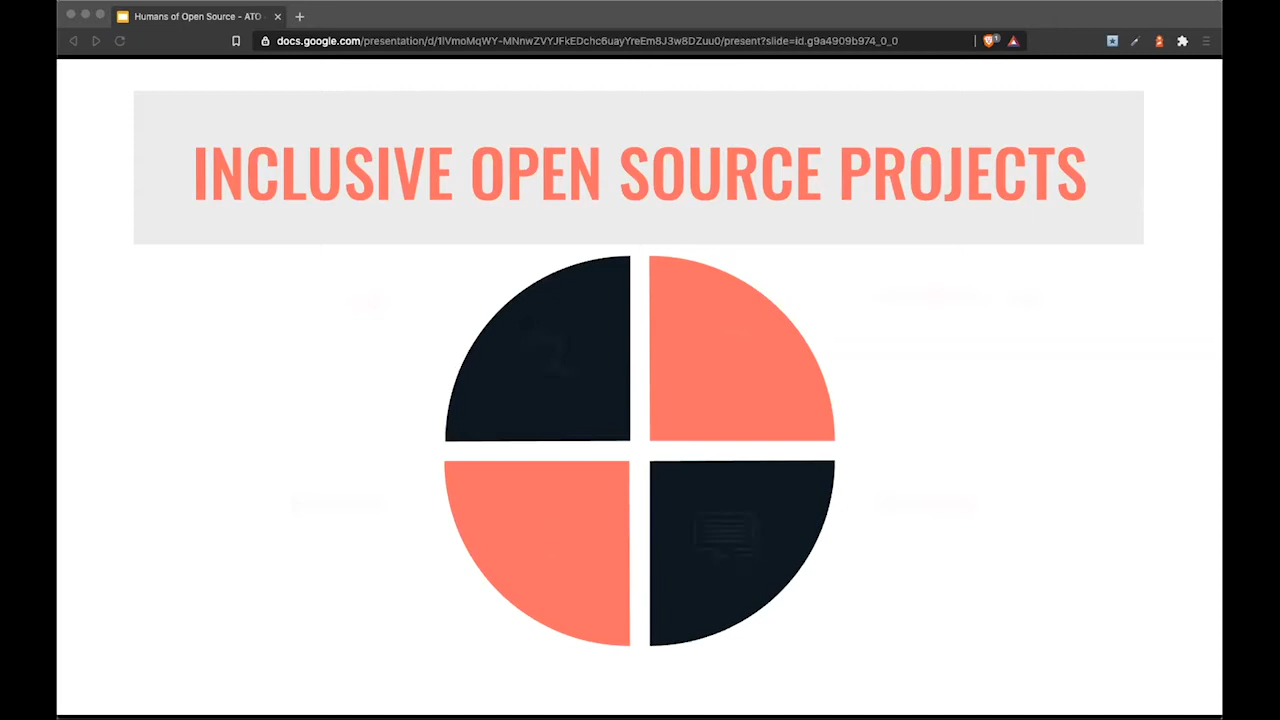 Humans of Open Source - ATO
docs.google.com/presentation/d/1lVmoMqWY-MNnwZVYJFkEDchc6uayYreEm8J3w8DZuu0/present?slide=id.g9a4909b974_0_0
1
INCLUSIVE OPEN SOURCE PROJECTS